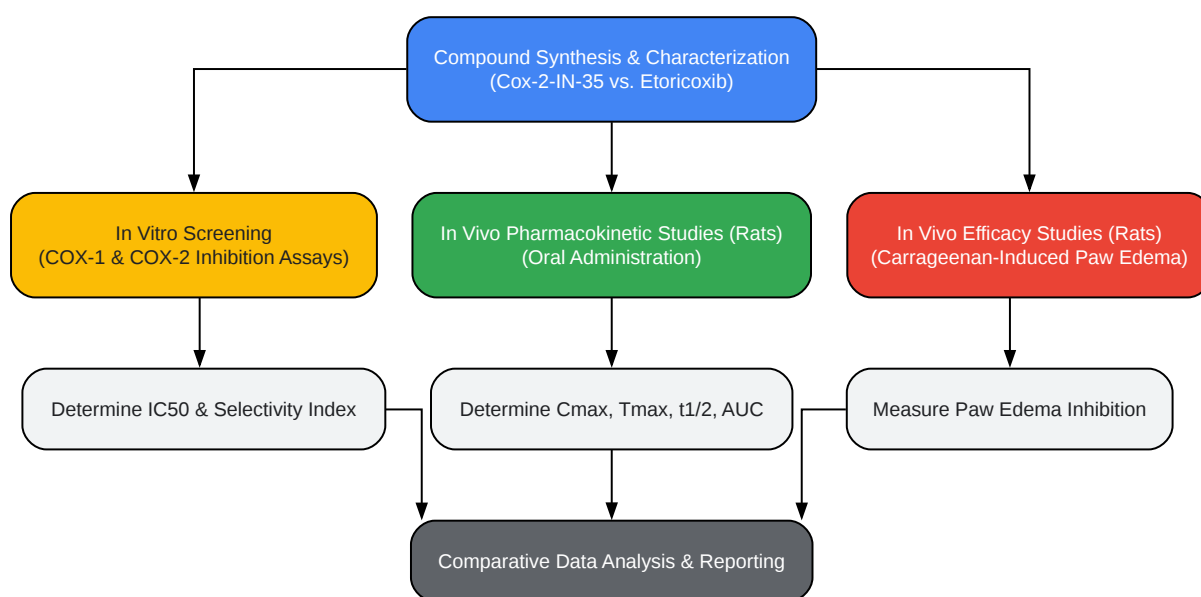 Compound Synthesis & Characterization
(Cox-2-IN-35 vs. Etoricoxib)
In Vitro Screening
(COX-1 & COX-2 Inhibition Assays)
In Vivo Pharmacokinetic Studies (Rats)
(Oral Administration)
In Vivo Efficacy Studies (Rats)
(Carrageenan-Induced Paw Edema)
Determine IC50 & Selectivity Index
Determine Cmax, Tmax, t1/2, AUC
Measure Paw Edema Inhibition
Comparative Data Analysis & Reporting